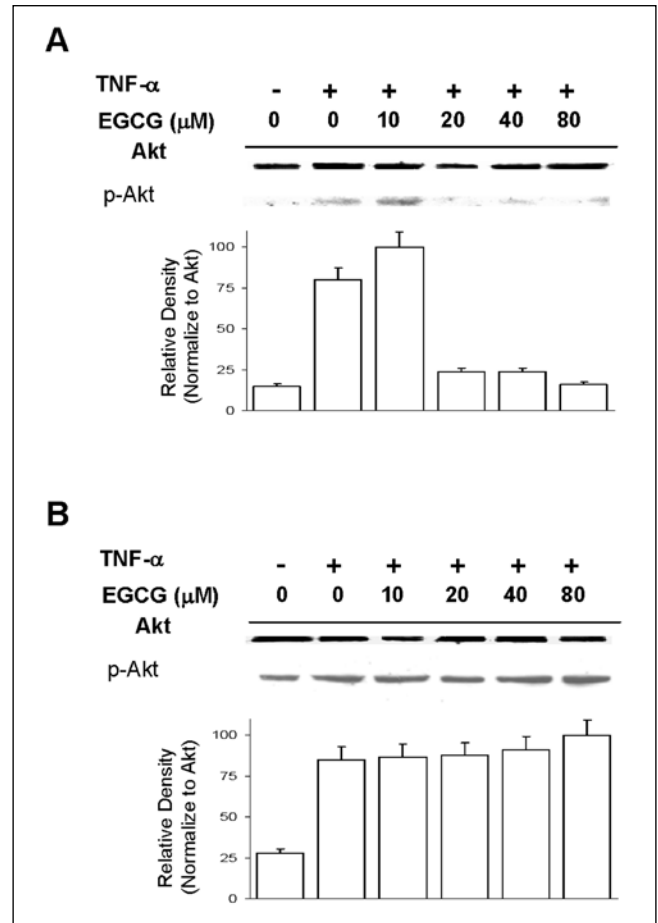 A
TNF-α - + + + + +
EGCG (μM) 0 0 10 20 40 80
Akt
p-Akt
Relative Density
(Normalize to Akt)
100
75
50
25
0
B
TNF-α - + + + + +
EGCG (μM) 0 0 10 20 40 80
Akt
p-Akt
Relative Density
(Normalize to Akt)
100
75
50
25
0